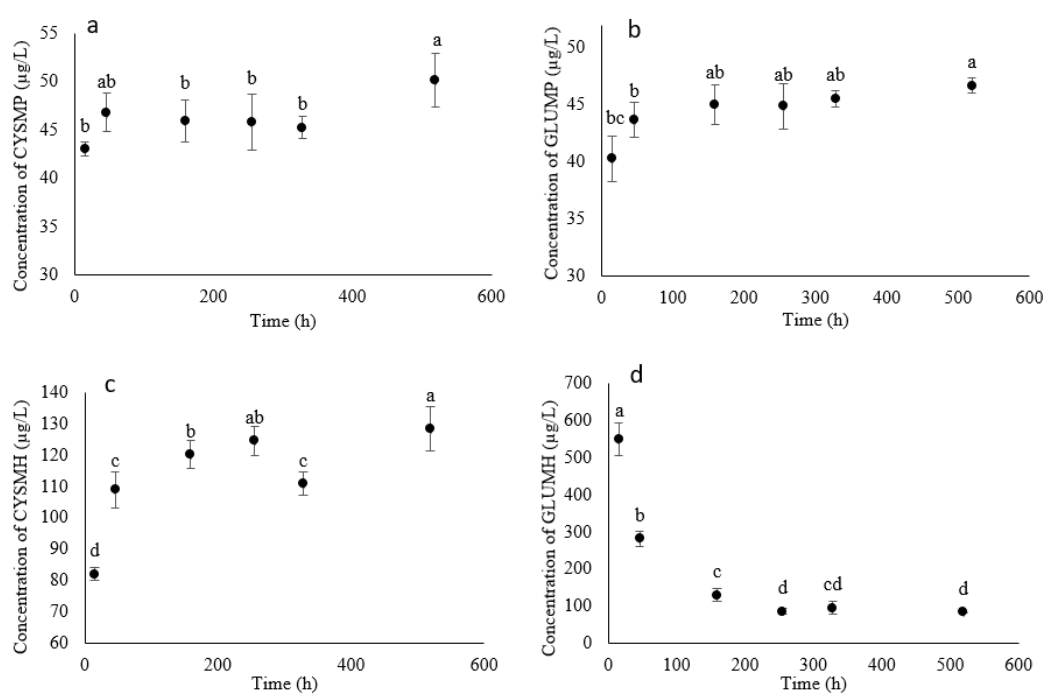 a
Concentration of CYSMP (µg/L)
55
50
45
40
35
30
b
ab
b
b
b
a
0
200
400
600
Time (h)
b
Concentration of GLUMP (µg/L)
50
45
40
35
30
bc
b
ab
ab
ab
a
0
100
200
300
400
500
600
Time (h)
c
Concentration of CYSMH (µg/L)
140
130
120
110
100
90
80
70
60
d
c
b
ab
c
a
0
200
400
600
Time (h)
d
Concentration of GLUMH (µg/L)
700
600
500
400
300
200
100
0
a
b
c
d
cd
d
0
100
200
300
400
500
600
Time (h)